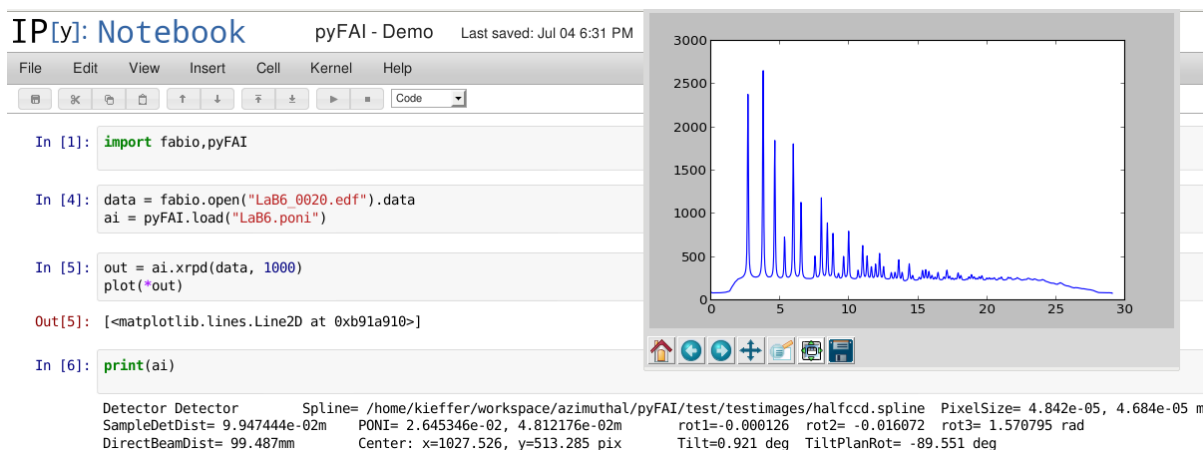 IP[y]: Notebook pyFAI - Demo Last saved: Jul 04 6:31 PM
File Edit View Insert Cell Kernel Help
Code
In [1]: import fabio,pyFAI
In [4]: data = fabio.open("LaB6_0020.edf").data
ai = pyFAI.load("LaB6.poni")
In [5]: out = ai.xrpd(data, 1000)
plot(*out)
Out[5]: [<matplotlib.lines.Line2D at 0xb91a910>]
In [6]: print(ai)
3000
2500
2000
1500
1000
500
0
0 5 10 15 20 25 30
Detector Detector Spline= /home/kieffer/workspace/azimuthal/pyFAI/test/testimages/halfccd.spline PixelSize= 4.842e-05, 4.684e-05 m
SampleDetDist= 9.947444e-02m PONI= 2.645346e-02, 4.812176e-02m rot1=-0.000126 rot2= -0.016072 rot3= 1.570795 rad
DirectBeamDist= 99.487mm Center: x=1027.526, y=513.285 pix Tilt=0.921 deg TiltPlanRot= -89.551 deg